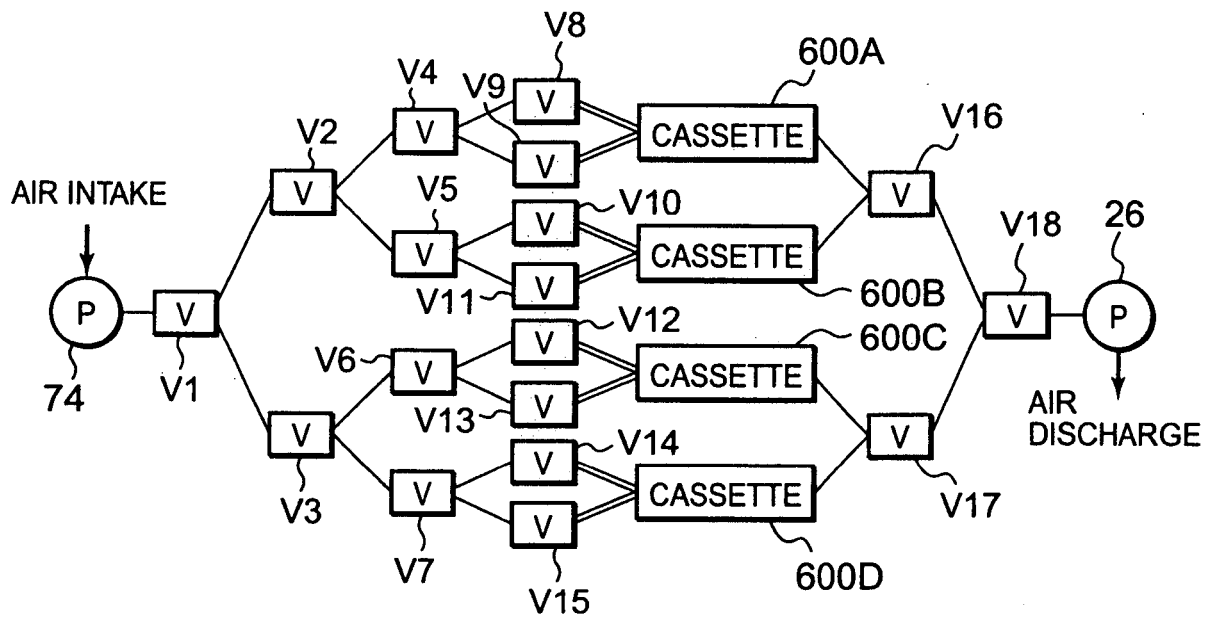 V8
600A
V4
V9
V
V16
V2
V
CASSETTE
V
V
V
AIR INTAKE
V5
V10
V
V18
26
V
CASSETTE
V11
V
600B
P
V
V
P
V12
600C
V
74
V1
V6
V
CASSETTE
V13
V
AIR
DISCHARGE
V
V
V3
V14
V
V17
V
CASSETTE
V7
V
600D
V15